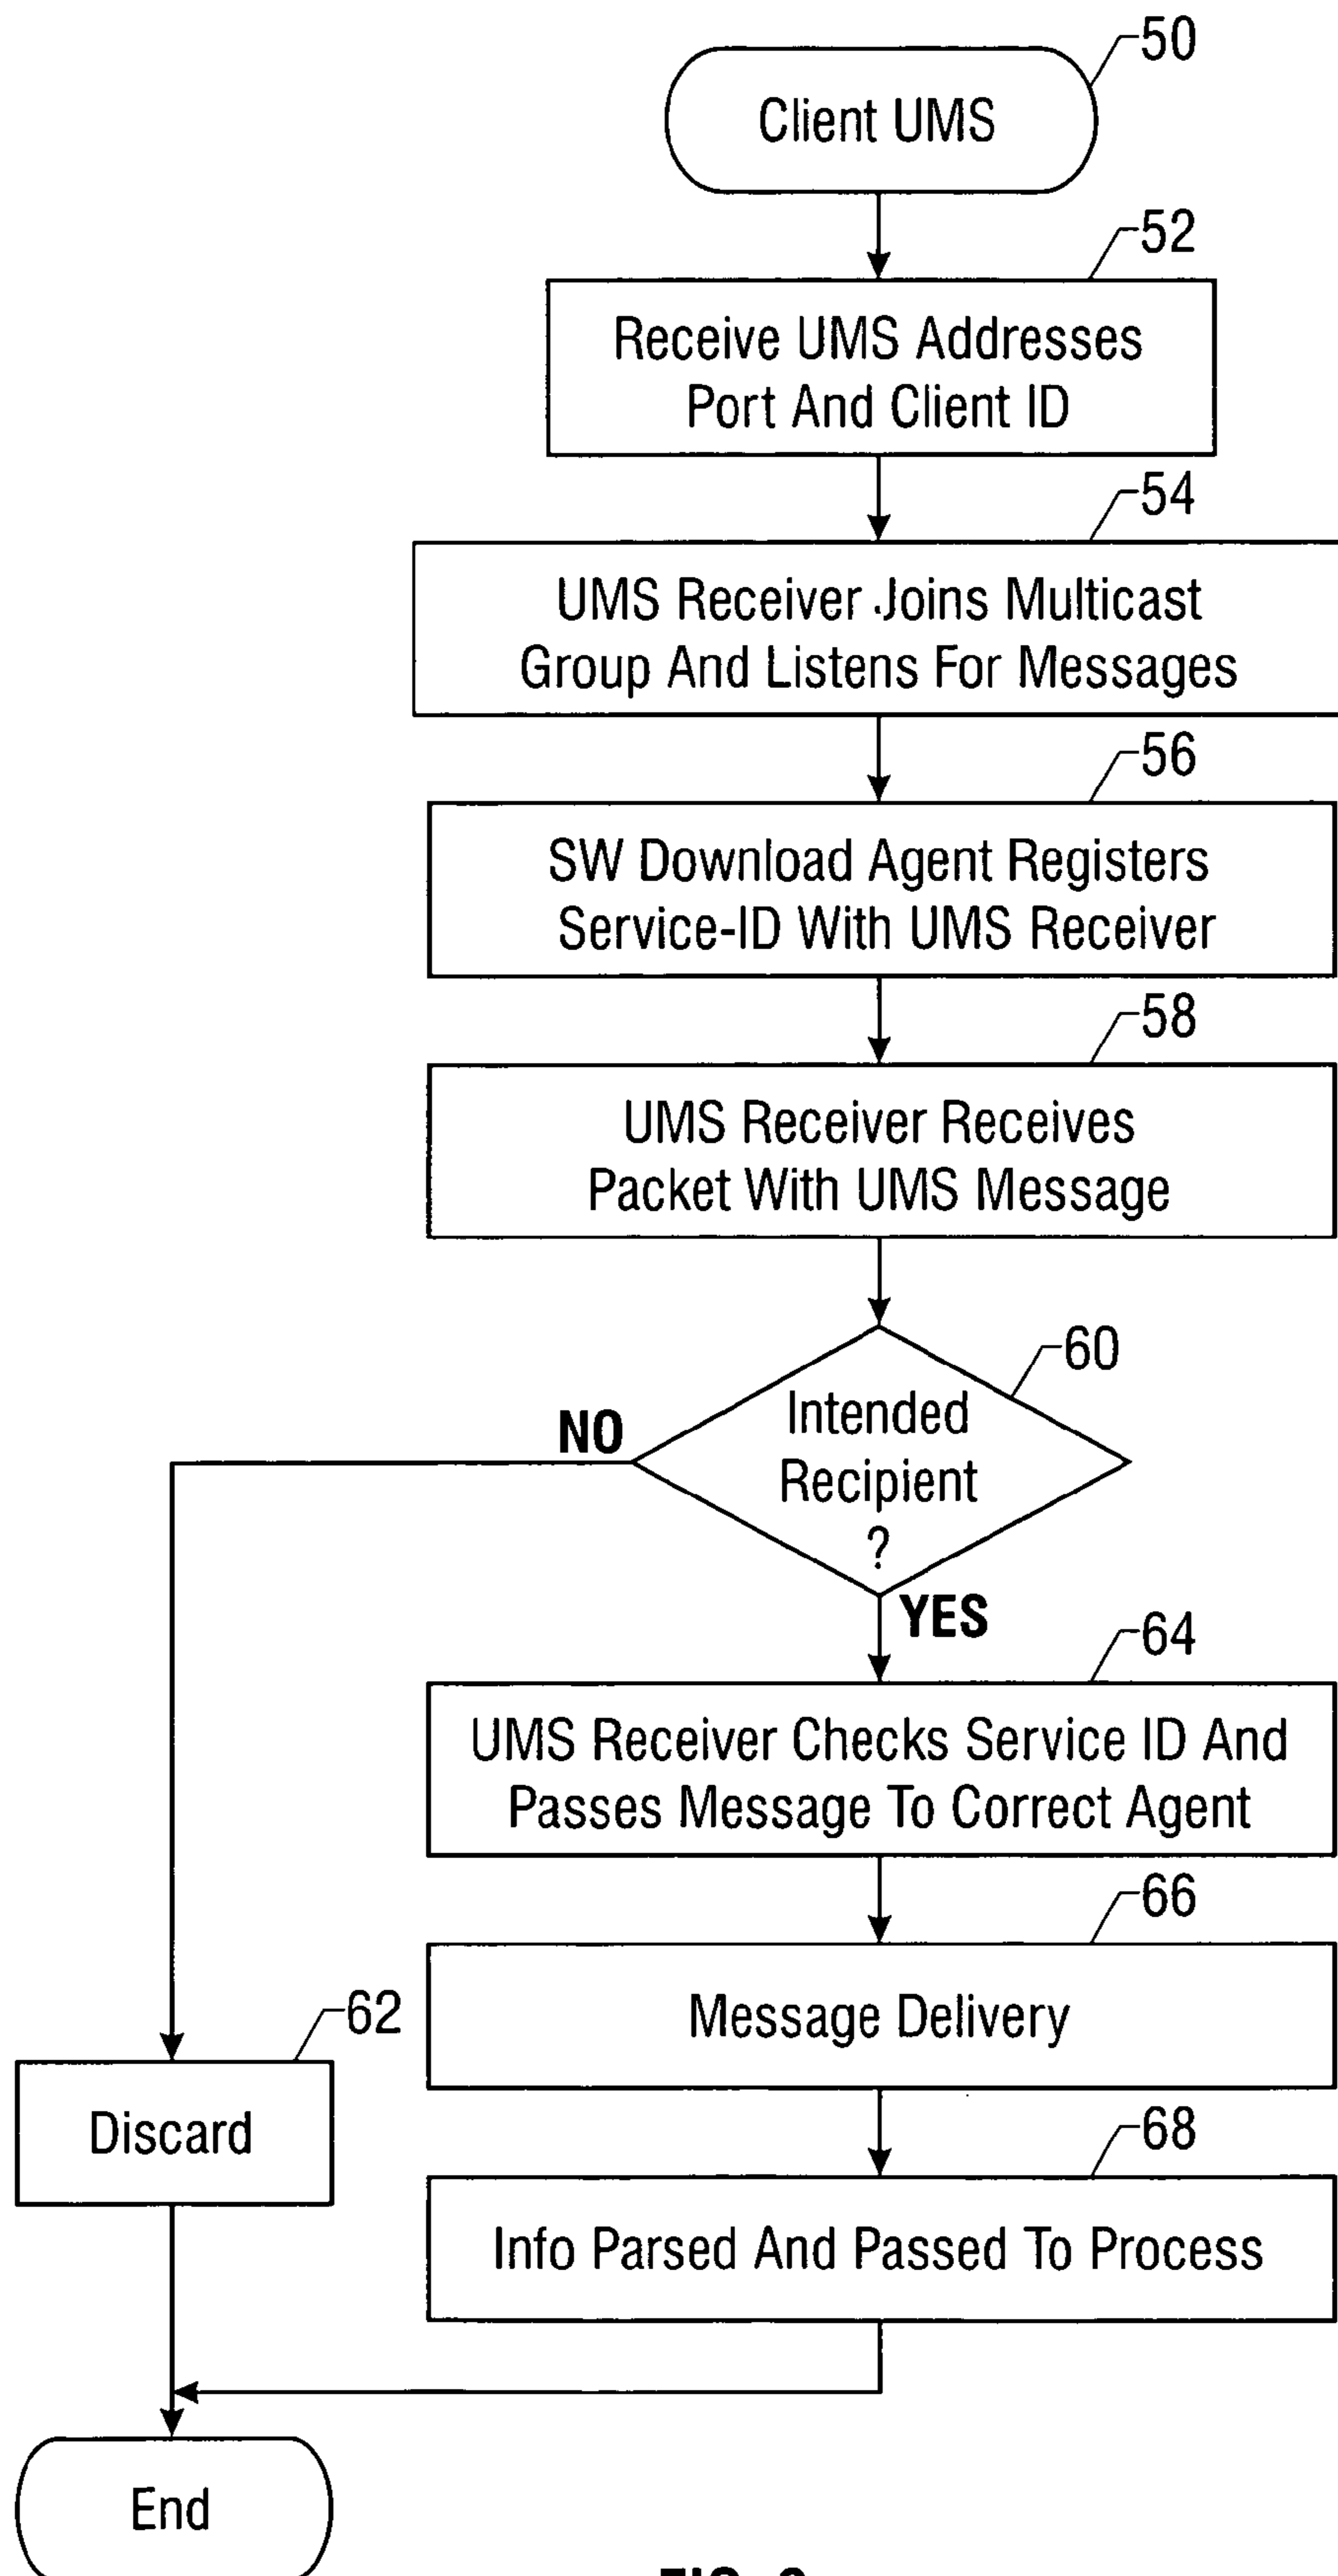 50
Client UMS
52
Receive UMS Addresses
Port And Client ID
54
UMS Receiver Joins Multicast
Group And Listens For Messages
56
SW Download Agent Registers
Service-ID With UMS Receiver
58
UMS Receiver Receives
Packet With UMS Message
60
Intended
Recipient
?
NO
YES
64
UMS Receiver Checks Service ID And
Passes Message To Correct Agent
66
Message Delivery
62
Discard
68
Info Parsed And Passed To Process
End
FIG.